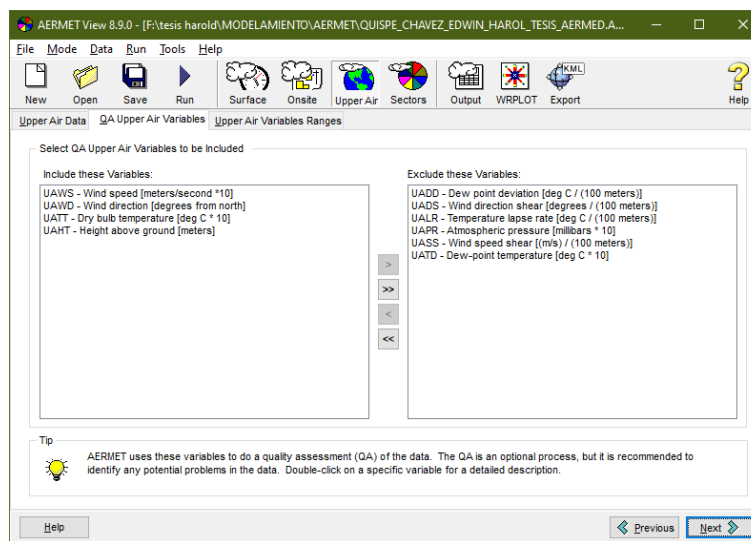 AERMET View 8.9.0 - [F:\tesis harold\MODELAMIENTO\AERMET\QUISPE_CHAVEZ_EDWIN_HAROL_TESIS_AERMED.A...
File Mode Data Run Tools Help
KML
New Open Save Run Surface Onsite Upper Air Sectors Output WRPLOT Export Help
Upper Air Data QA Upper Air Variables Upper Air Variables Ranges
Select QA Upper Air Variables to be Included
Include these Variables: Exclude these Variables:
UAWS - Wind speed [meters/second *10] UADD - Dew point deviation [deg C / (100 meters)]
UAWD - Wind direction [degrees from north] UADS - Wind direction shear [degrees / (100 meters)]
UATT - Dry bulb temperature [deg C * 10] UALR - Temperature lapse rate [deg C / (100 meters)]
UAHT - Height above ground [meters] UAPR - Atmospheric pressure [millibars * 10]
UASS - Wind speed shear [(m/s) / (100 meters)]
UATD - Dew-point temperature [deg C * 10]
>
>>
<
<<
Tip
AERMET uses these variables to do a quality assessment (QA) of the data. The QA is an optional process, but it is recommended to
identify any potential problems in the data. Double-click on a specific variable for a detailed description.
Help Previous Next